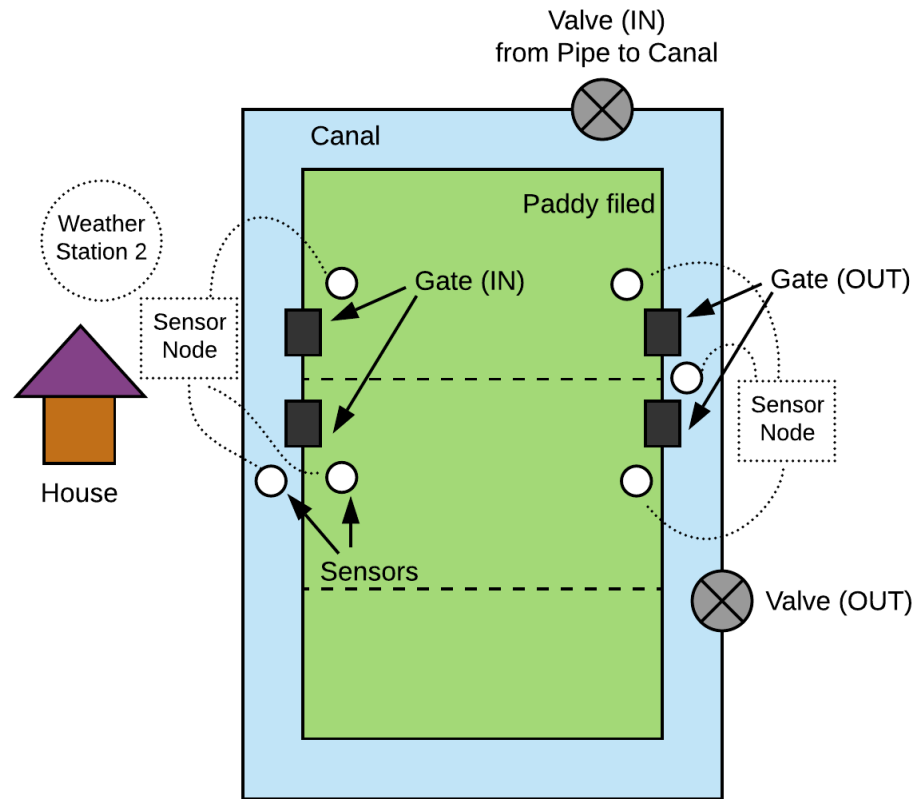 Valve (IN)
from Pipe to Canal
Canal
Paddy filed
Weather
Station 2
Gate (IN)
Gate (OUT)
Sensor
Node
Sensor
Node
House
Sensors
Valve (OUT)